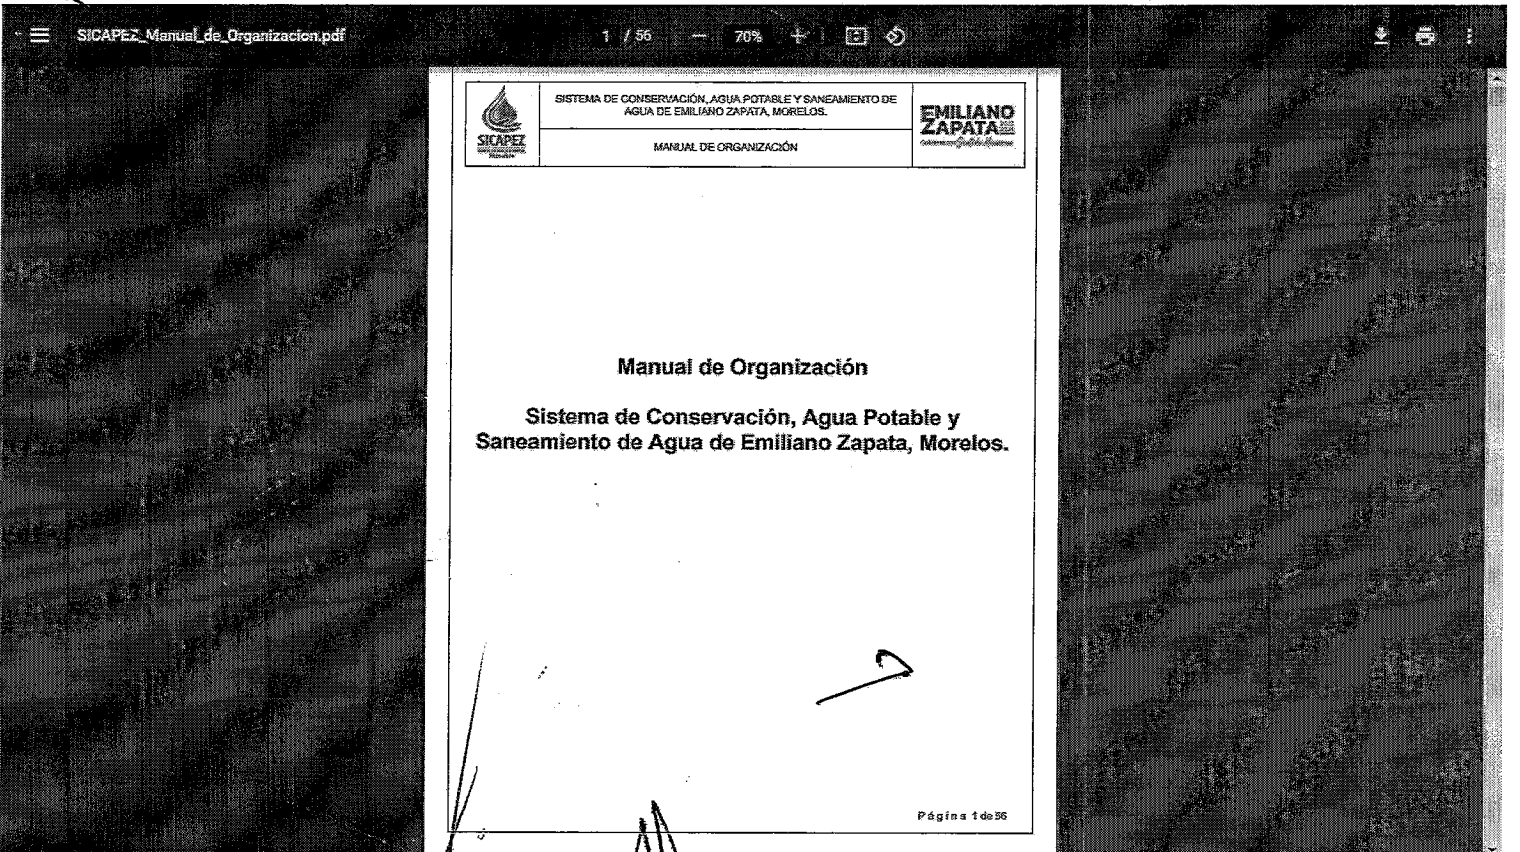 SICAPEZ_Manual_de_Organizacion.pdf
1 / 56
70%
SICAPEZ
SISTEMA DE CONSERVACIÓN, AGUA POTABLE Y SANEAMIENTO DE
AGUA DE EMILIANO ZAPATA, MORELOS.
MANUAL DE ORGANIZACIÓN
EMILIANO
ZAPATA
Manual de Organización
Sistema de Conservación, Agua Potable y
Saneamiento de Agua de Emiliano Zapata, Morelos.
Página 1 de 56